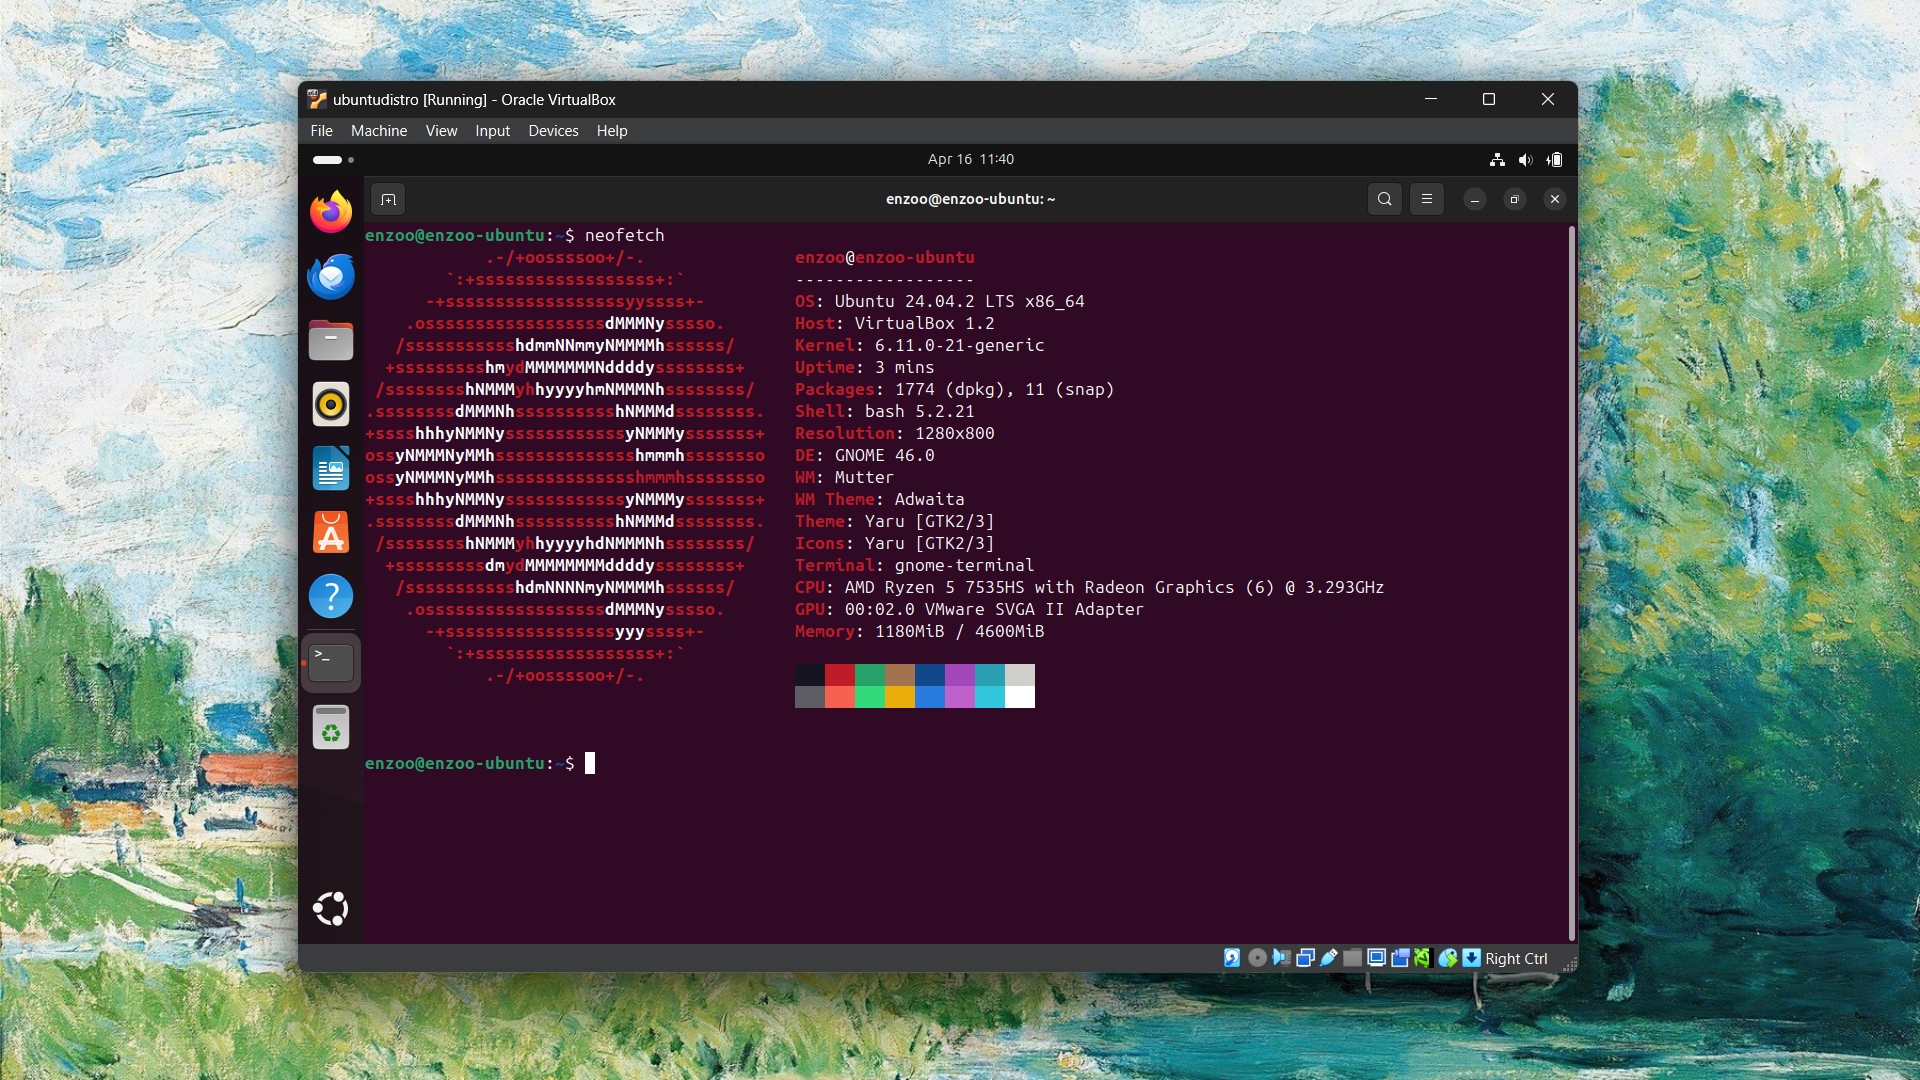 ubuntudistro [Running] - Oracle VirtualBox
File Machine View Input Devices Help
Apr 16 11:40
enzoo@enzoo-ubuntu: ~
enzoo@enzoo-ubuntu:~$ neofetch
.-/+oossssoo+/-. enzoo@enzoo-ubuntu
`:+ssssssssssssssssss+:` ------------------
-+ssssssssssssssssssyyssss+- OS: Ubuntu 24.04.2 LTS x86_64
.ossssssssssssssssssdMMMNysssso. Host: VirtualBox 1.2
/ssssssssssshdmmNNmmyNMMMMhssssss/ Kernel: 6.11.0-21-generic
+ssssssssshmydMMMMMMMNddddyssssssss+ Uptime: 3 mins
/sssssssshNMMMyhhyyyyhmNMMMNhssssssss/ Packages: 1774 (dpkg), 11 (snap)
.ssssssssdMMMNhsssssssssshNMMMdssssssss. Shell: bash 5.2.21
+sssshhhyNMMNyssssssssssssyNMMMysssssss+ Resolution: 1280x800
ossyNMMMNyMMhsssssssssssssshmmmhssssssso DE: GNOME 46.0
ossyNMMMNyMMhsssssssssssssshmmmhssssssso WM: Mutter
+sssshhhyNMMNyssssssssssssyNMMMysssssss+ WM Theme: Adwaita
.ssssssssdMMMNhsssssssssshNMMMdssssssss. Theme: Yaru [GTK2/3]
/sssssssshNMMMyhhyyyyhdNMMMNhssssssss/ Icons: Yaru [GTK2/3]
+sssssssssdmydMMMMMMMMddddyssssssss+ Terminal: gnome-terminal
/ssssssssssshdmNNNNmyNMMMMhssssss/ CPU: AMD Ryzen 5 7535HS with Radeon Graphics (6) @ 3.293GHz
.ossssssssssssssssssdMMMNysssso. GPU: 00:02.0 VMware SVGA II Adapter
-+sssssssssssssssssyyyssss+- Memory: 1180MiB / 4600MiB
`:+ssssssssssssssssss+:`
.-/+oossssoo+/-.
enzoo@enzoo-ubuntu:~$
Right Ctrl